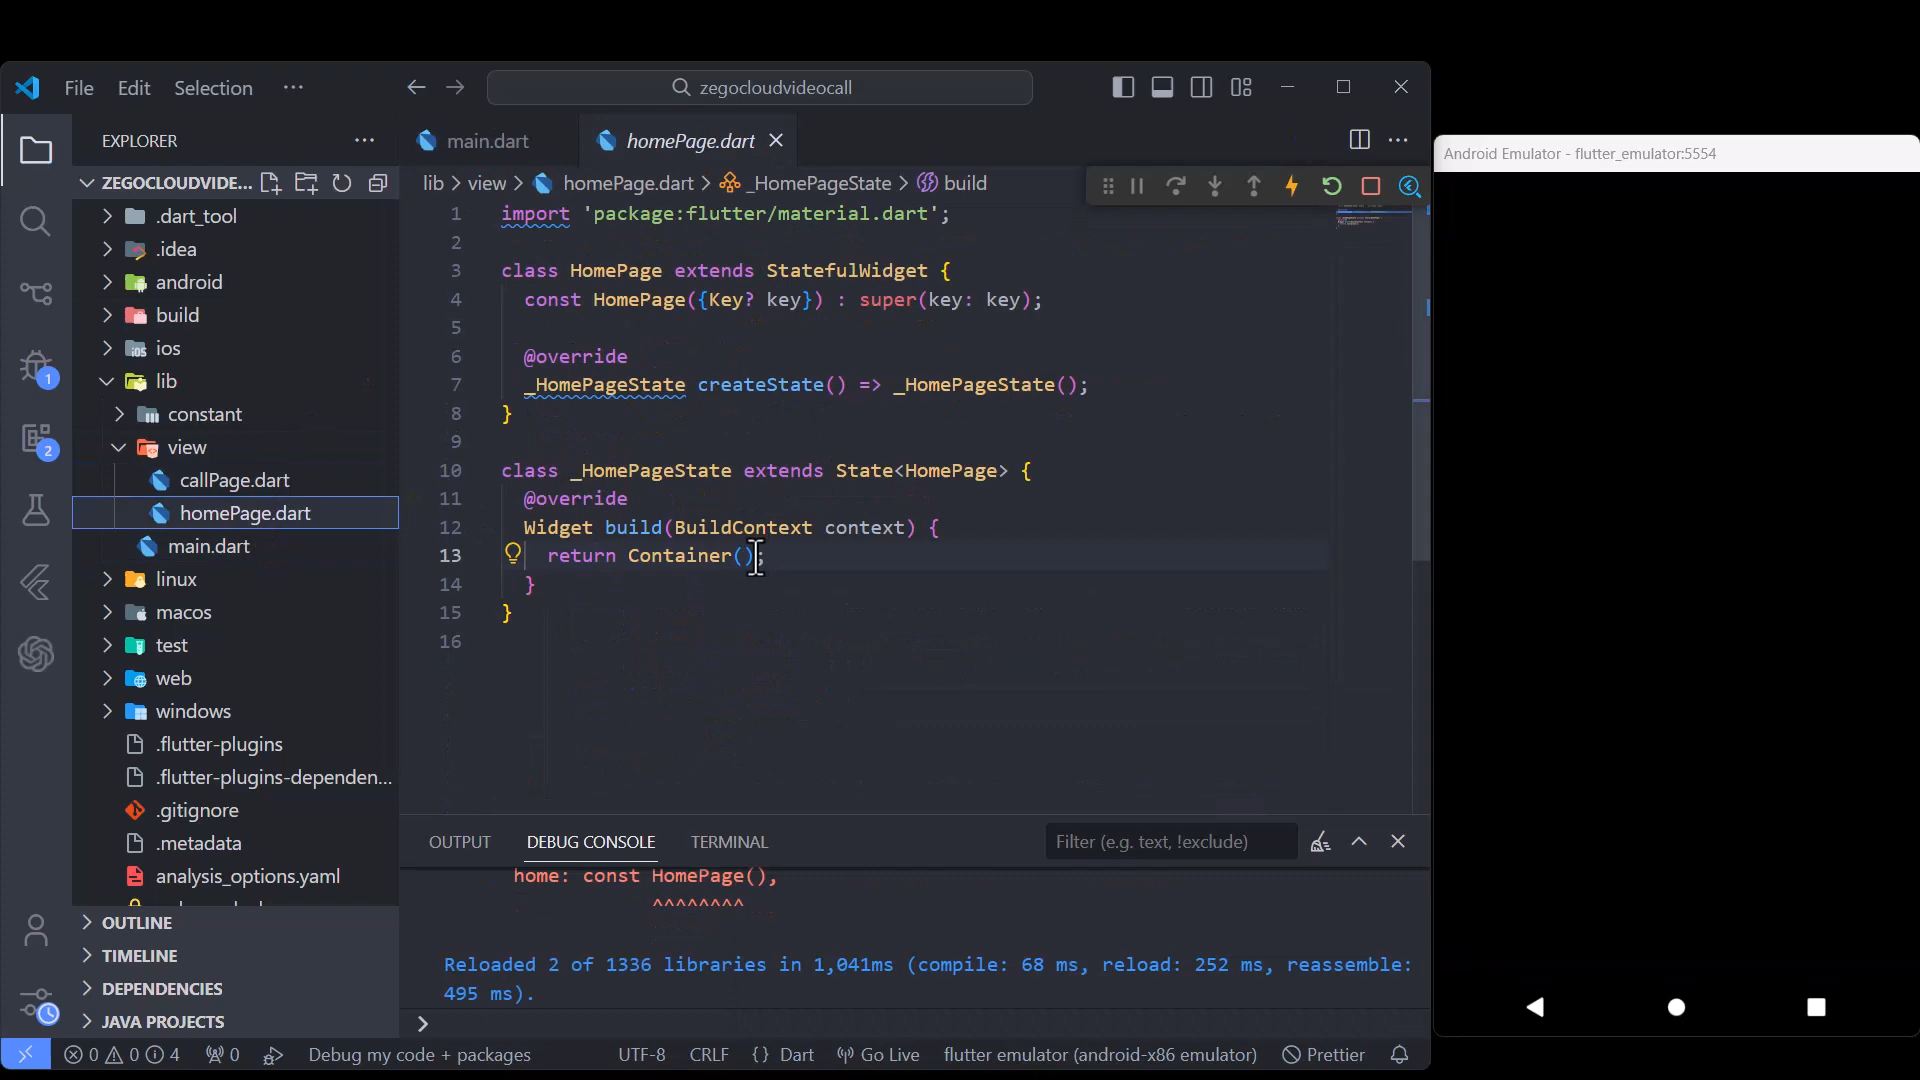 File Edit Selection ···
zegocloudvideocall
EXPLORER
main.dart
homePage.dart
Android Emulator - flutter_emulator:5554
ZEGOCLOUDVIDE...
lib > view > homePage.dart > _HomePageState > build
.dart_tool
.idea
android
build
ios
lib
constant
view
callPage.dart
homePage.dart
main.dart
linux
macos
test
web
windows
.flutter-plugins
.flutter-plugins-dependen...
.gitignore
.metadata
analysis_options.yaml
OUTLINE
TIMELINE
DEPENDENCIES
JAVA PROJECTS
1 import 'package:flutter/material.dart';
2
3 class HomePage extends StatefulWidget {
4 const HomePage({Key? key}) : super(key: key);
5
6 @override
7 _HomePageState createState() => _HomePageState();
8 }
9
10 class _HomePageState extends State<HomePage> {
11 @override
12 Widget build(BuildContext context) {
13 return Container();
14 }
15 }
16
1
2
OUTPUT DEBUG CONSOLE TERMINAL
Filter (e.g. text, !exclude)
home: const HomePage(),
^^^^^^^^
Reloaded 2 of 1336 libraries in 1,041ms (compile: 68 ms, reload: 252 ms, reassemble:
495 ms).
>
0 0 4 0 Debug my code + packages UTF-8 CRLF {} Dart Go Live flutter emulator (android-x86 emulator) Prettier